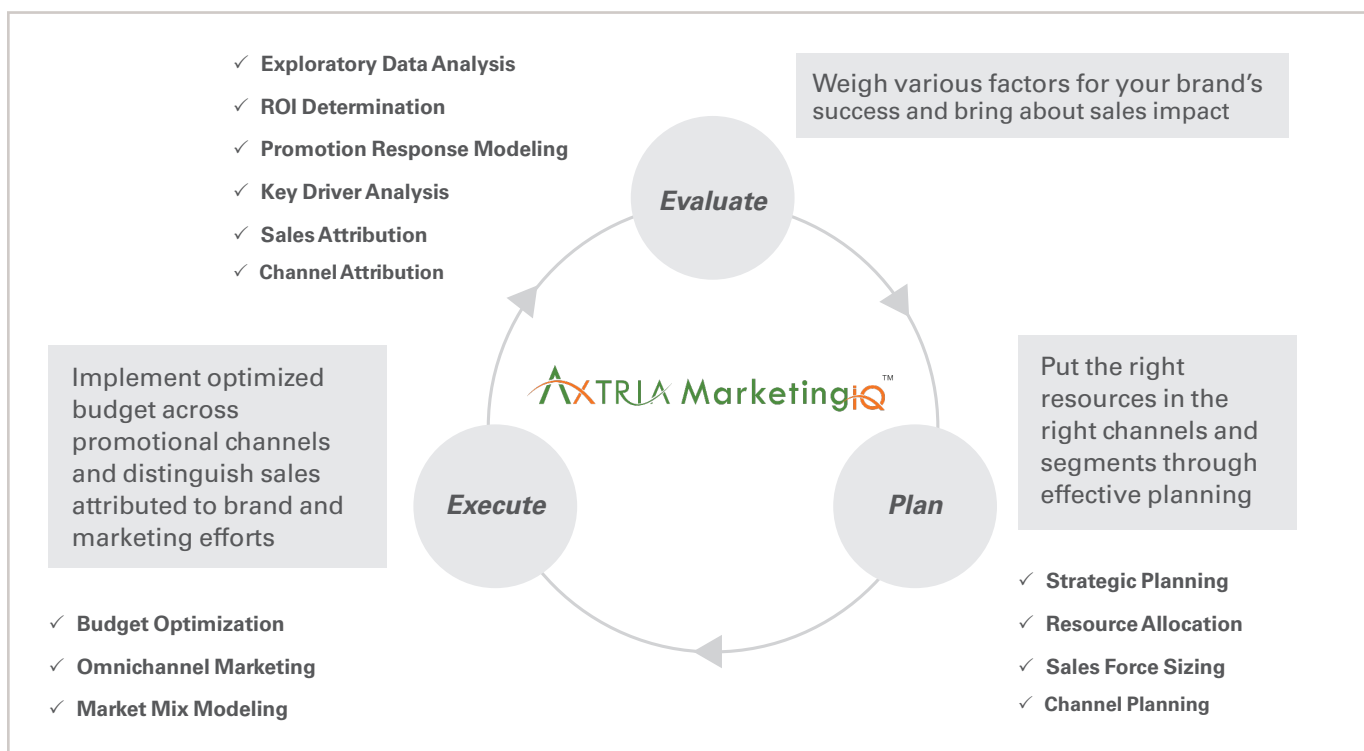 ✓ Exploratory Data Analysis
✓ ROI Determination
✓ Promotion Response Modeling
✓ Key Driver Analysis
✓ Sales Attribution
✓ Channel Attribution
Weigh various factors for your brand’s
success and bring about sales impact
Evaluate
AXTRIA MarketingIQ™
Implement optimized
budget across
promotional channels
and distinguish sales
attributed to brand and
marketing efforts
Execute
✓ Budget Optimization
✓ Omnichannel Marketing
✓ Market Mix Modeling
Plan
Put the right
resources in the
right channels and
segments through
effective planning
✓ Strategic Planning
✓ Resource Allocation
✓ Sales Force Sizing
✓ Channel Planning